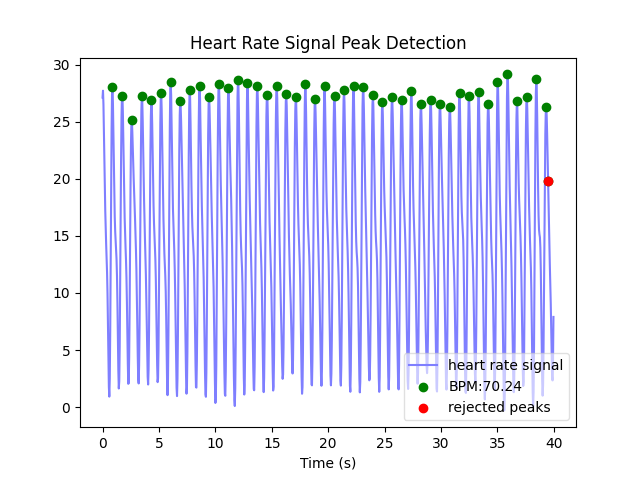 Heart Rate Signal Peak Detection
30
25
20
15
10
5
0
heart rate signal
BPM:70.24
rejected peaks
0 5 10 15 20 25 30 35 40
Time (s)